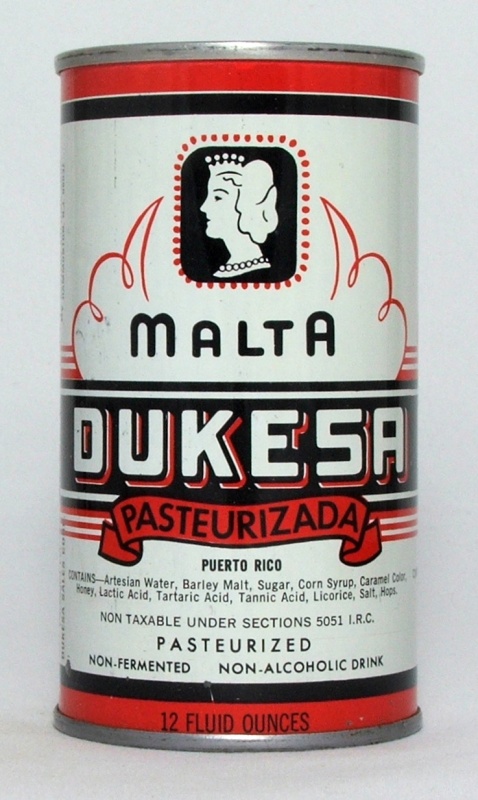 MALTA
DUKESA
PASTEURIZADA
PUERTO RICO
CONTAINS—Artesian Water, Barley Malt, Sugar, Corn Syrup, Caramel Color,
Honey, Lactic Acid, Tartaric Acid, Tannic Acid, Licorice, Salt, Hops.
NON TAXABLE UNDER SECTIONS 5051 I.R.C.
PASTEURIZED
NON-FERMENTED NON-ALCOHOLIC DRINK
12 FLUID OUNCES
DUKESA SALES